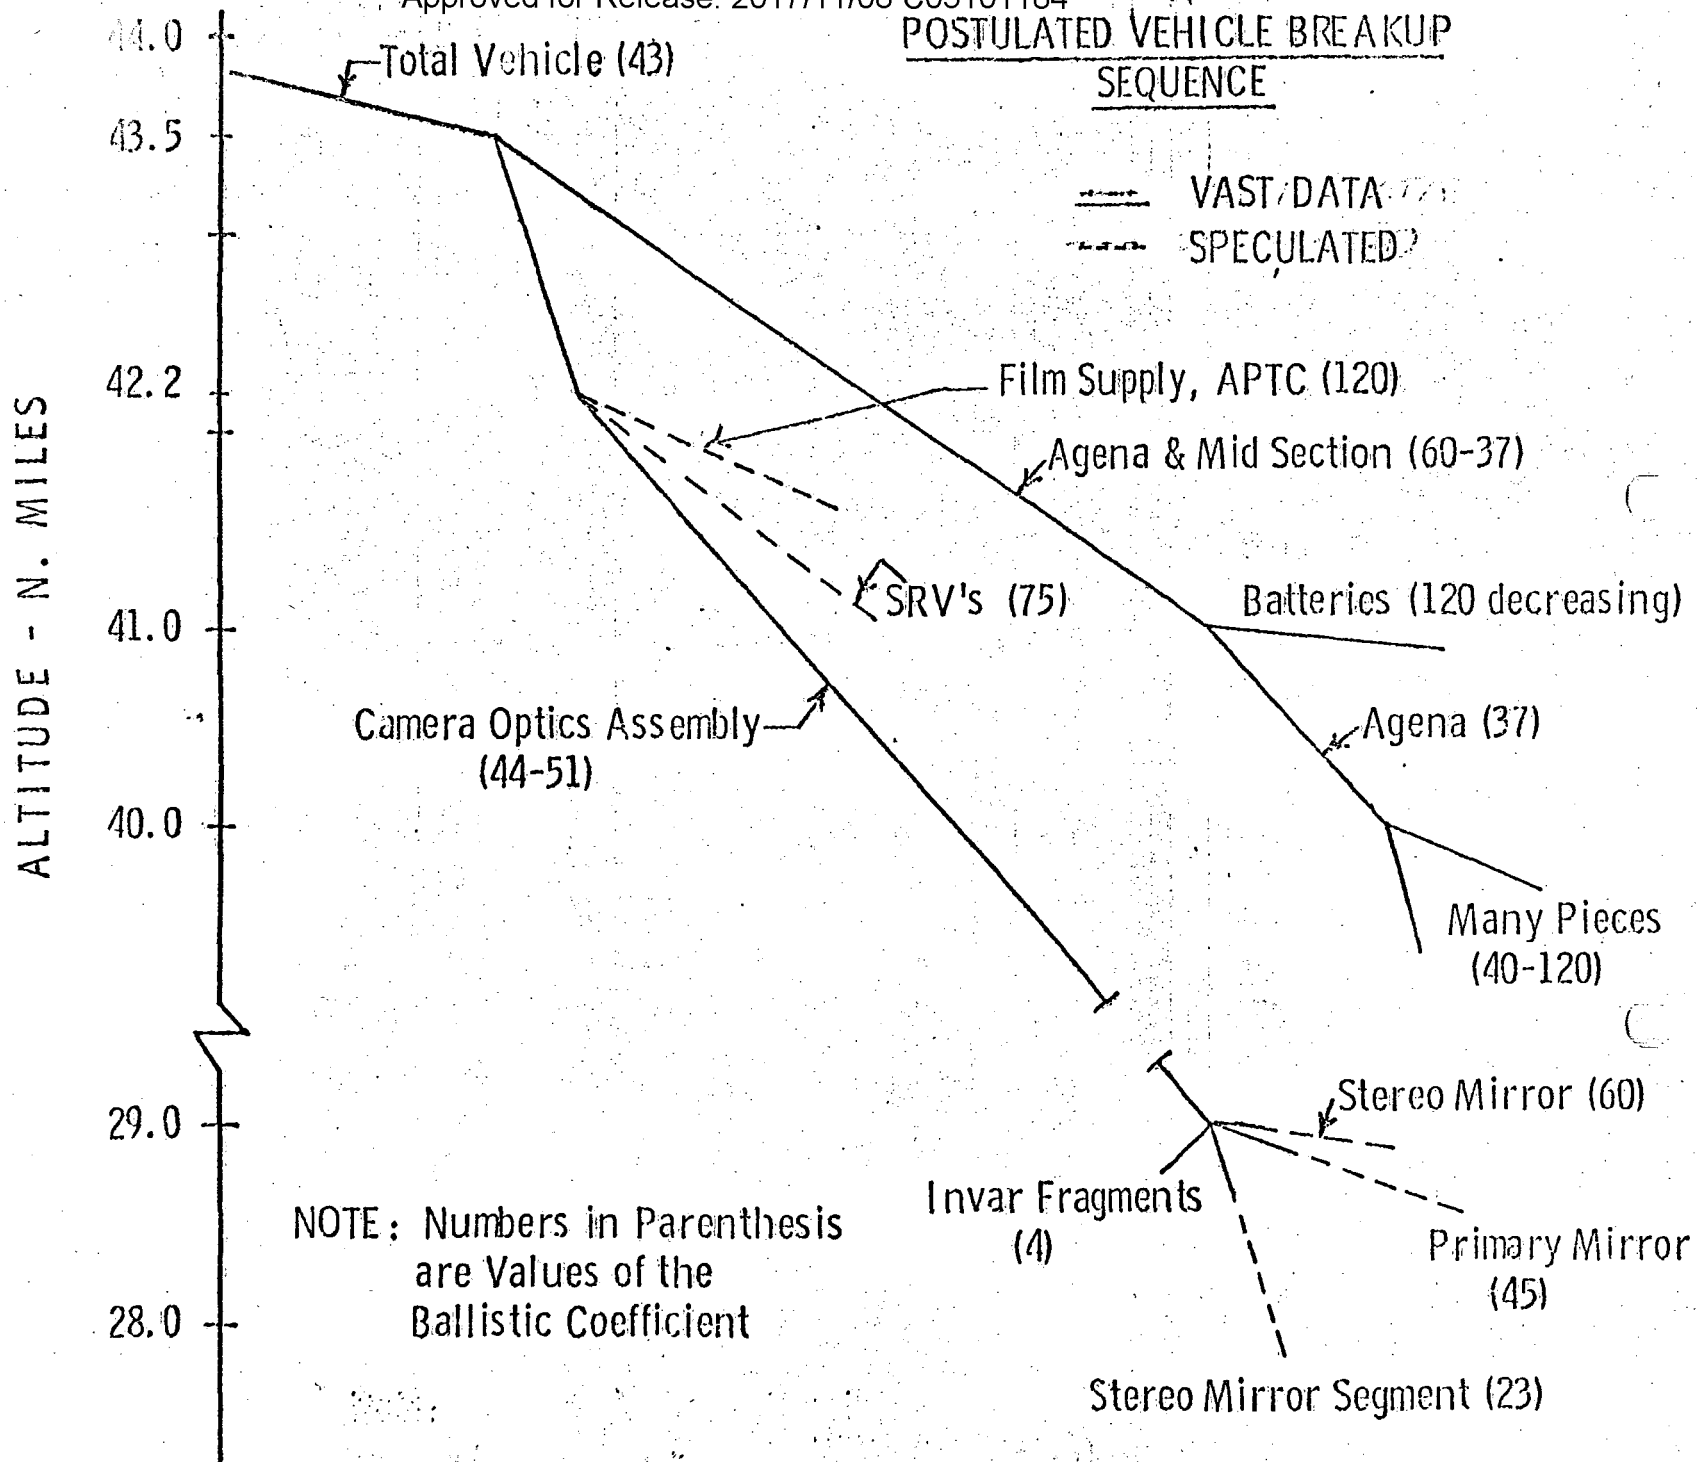 Approved for Release: 2017/11/08 C05101184
POSTULATED VEHICLE BREAKUP
SEQUENCE
VAST DATA
SPECULATED
ALTITUDE - N. MILES
44.0
43.5
42.2
41.0
40.0
29.0
28.0
Total Vehicle (43)
Film Supply, APTC (120)
Agena & Mid Section (60-37)
SRV's (75)
Batteries (120 decreasing)
Camera Optics Assembly
(44-51)
Agena (37)
Many Pieces
(40-120)
Stereo Mirror (60)
Invar Fragments
(4)
Primary Mirror
(45)
Stereo Mirror Segment (23)
NOTE: Numbers in Parenthesis
are Values of the
Ballistic Coefficient